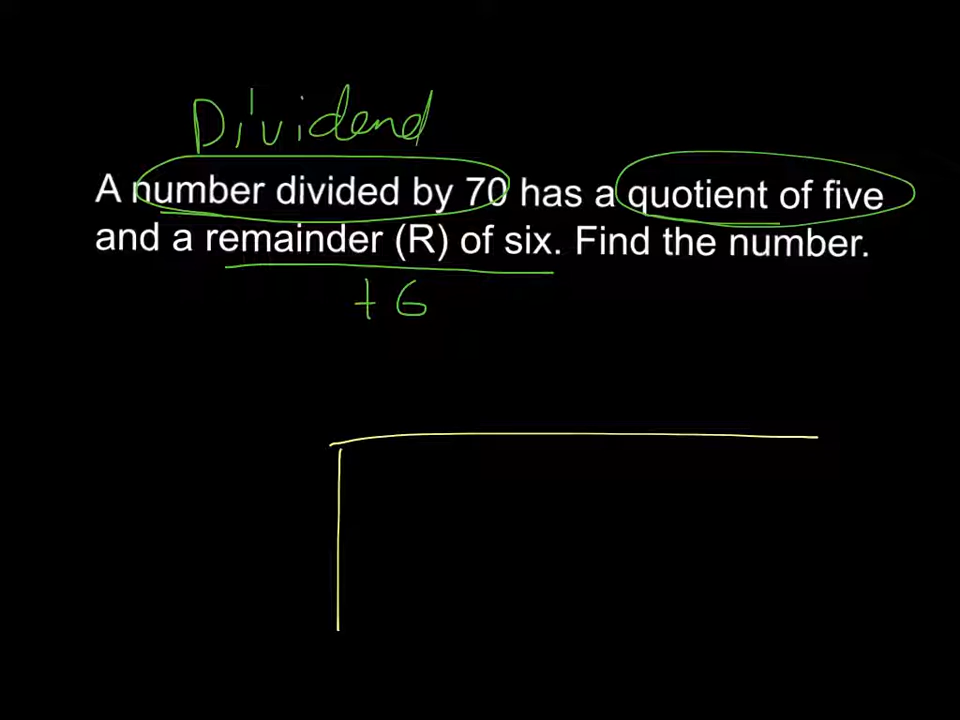 Dividend
A number divided by 70 has a quotient of five
and a remainder (R) of six. Find the number.
+6